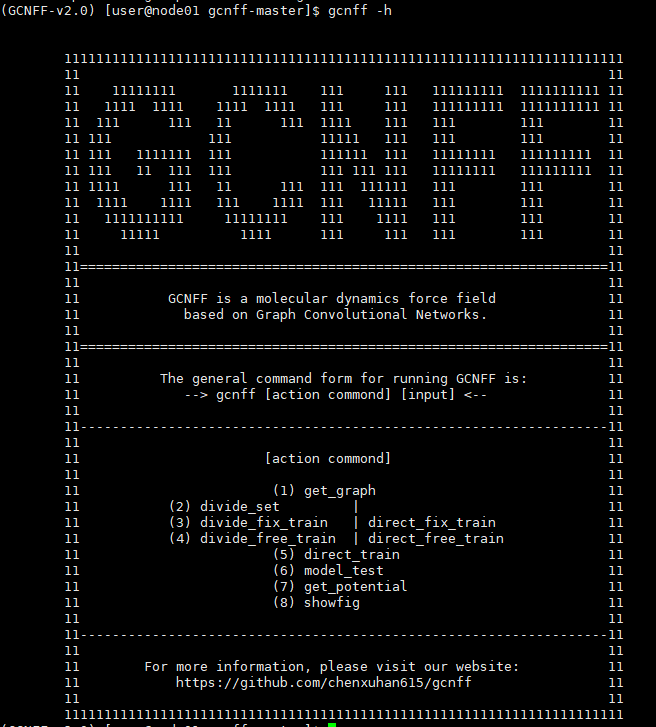 (GCNFF-v2.0) [user@node01 gcnff-master]$ gcnff -h
111111111111111111111111111111111111111111111111111111111111111111111
11                                                                 11
11    11111111       1111111    111     111   111111111  1111111111 11
11   1111  1111    1111  1111   111     111   111111111  1111111111 11
11  111      111   11      111  1111    111   111        111        11
11 111            111           11111   111   111        111        11
11 111   1111111  111           111111  111   11111111   111111111  11
11 111   11  111  111           111 111 111   11111111   111111111  11
11 1111      111   11      111  111  111111   111        111        11
11  1111    1111   111    1111  111   11111   111        111        11
11   1111111111     11111111    111    1111   111        111        11
11     11111          1111      111     111   111        111        11
11                                                                 11
11==================================================================11
11                                                                 11
11           GCNFF is a molecular dynamics force field              11
11             based on Graph Convolutional Networks.               11
11                                                                 11
11==================================================================11
11                                                                 11
11          The general command form for running GCNFF is:          11
11             --> gcnff [action command] [input] <--               11
11                                                                 11
11------------------------------------------------------------------11
11                                                                 11
11                       [action command]                           11
11                                                                 11
11                        (1) get_graph                             11
11           (2) divide_set         |                               11
11           (3) divide_fix_train   | direct_fix_train              11
11           (4) divide_free_train  | direct_free_train             11
11                        (5) direct_train                          11
11                        (6) model_test                            11
11                        (7) get_potential                         11
11                        (8) showfig                               11
11                                                                 11
11------------------------------------------------------------------11
11                                                                 11
11        For more information, please visit our website:           11
11            https://github.com/chenxuhan615/gcnff                 11
11                                                                 11
111111111111111111111111111111111111111111111111111111111111111111111